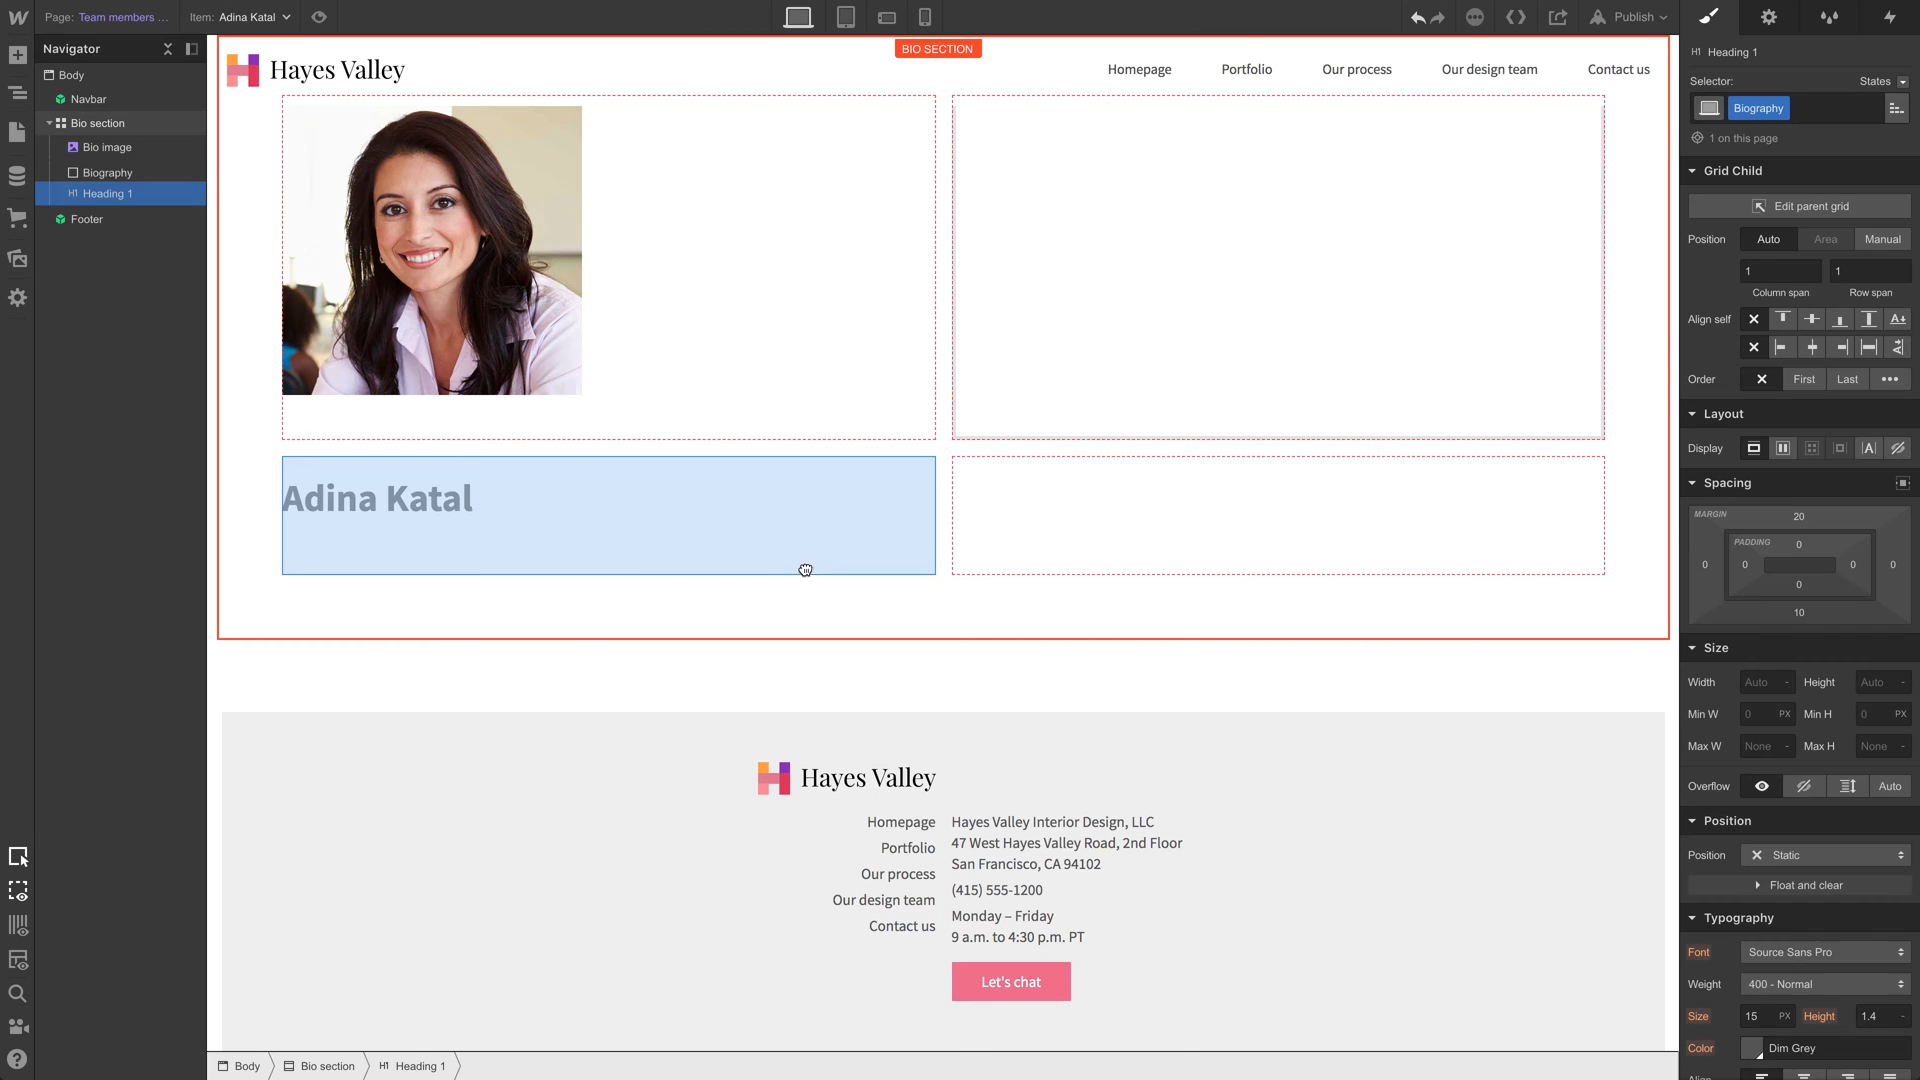 Page: Team members ...
Item: Adina Katal
Publish
Navigator
Body
Navbar
Bio section
Bio image
Biography
H1 Heading 1
Footer
BIO SECTION
Hayes Valley
Homepage
Portfolio
Our process
Our design team
Contact us
Adina Katal
Hayes Valley
Homepage
Portfolio
Our process
Our design team
Contact us
Hayes Valley Interior Design, LLC
47 West Hayes Valley Road, 2nd Floor
San Francisco, CA 94102
(415) 555-1200
Monday – Friday
9 a.m. to 4:30 p.m. PT
Let's chat
Body
Bio section
H1 Heading 1
H1 Heading 1
Selector:
States
Biography
1 on this page
Grid Child
Edit parent grid
Position Auto Area Manual
1 1
Column span Row span
Align self
Order First Last
Layout
Display
Spacing
MARGIN 20
PADDING 0
0 0 0 0
0
10
Size
Width Auto - Height Auto -
Min W 0 PX Min H 0 PX
Max W None - Max H None -
Overflow Auto
Position
Position Static
Float and clear
Typography
Font Source Sans Pro
Weight 400 - Normal
Size 15 PX Height 1.4 -
Color Dim Grey
Align